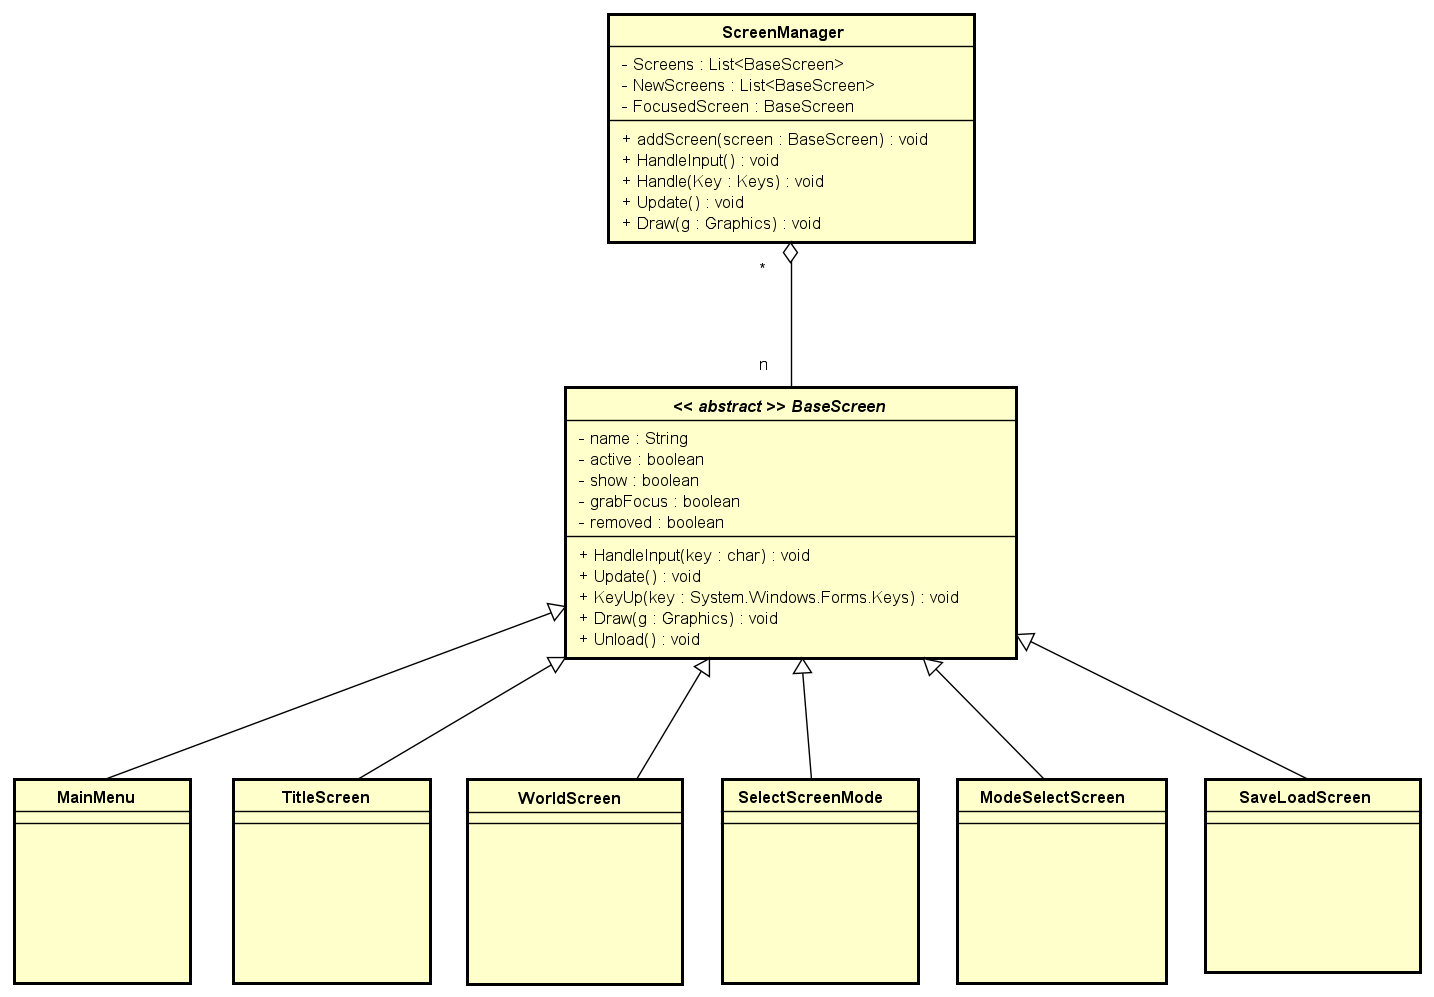 ScreenManager
- Screens : List<BaseScreen>
- NewScreens : List<BaseScreen>
- FocusedScreen : BaseScreen
+ addScreen(screen : BaseScreen) : void
+ HandleInput() : void
+ Handle(Key : Keys) : void
+ Update() : void
+ Draw(g : Graphics) : void
*
n
<< abstract >> BaseScreen
- name : String
- active : boolean
- show : boolean
- grabFocus : boolean
- removed : boolean
+ HandleInput(key : char) : void
+ Update() : void
+ KeyUp(key : System.Windows.Forms.Keys) : void
+ Draw(g : Graphics) : void
+ Unload() : void
MainMenu
TitleScreen
WorldScreen
SelectScreenMode
ModeSelectScreen
SaveLoadScreen